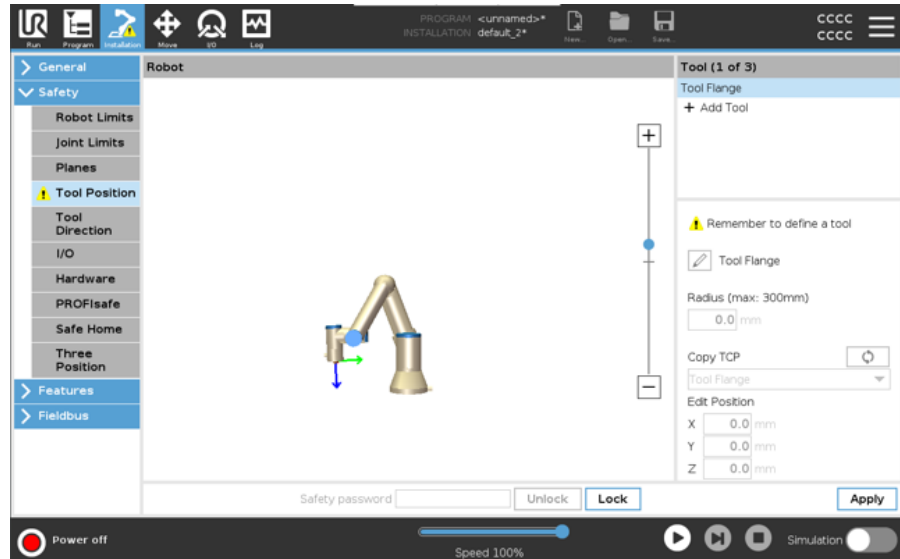 PROGRAM <unnamed>*
INSTALLATION default_2*
UR
Run
Program
Installation
Move
I/O
Log
New...
Open...
Save...
CCCC
CCCC
General
Safety
Robot Limits
Joint Limits
Planes
Tool Position
Tool
Direction
I/O
Hardware
PROFIsafe
Safe Home
Three
Position
Features
Fieldbus
Robot
Safety password
Unlock
Lock
Tool (1 of 3)
Tool Flange
+ Add Tool
Remember to define a tool
Tool Flange
Radius (max: 300mm)
0.0 mm
Copy TCP
Tool Flange
Edit Position
X 0.0 mm
Y 0.0 mm
Z 0.0 mm
Apply
Power off
Speed 100%
Simulation